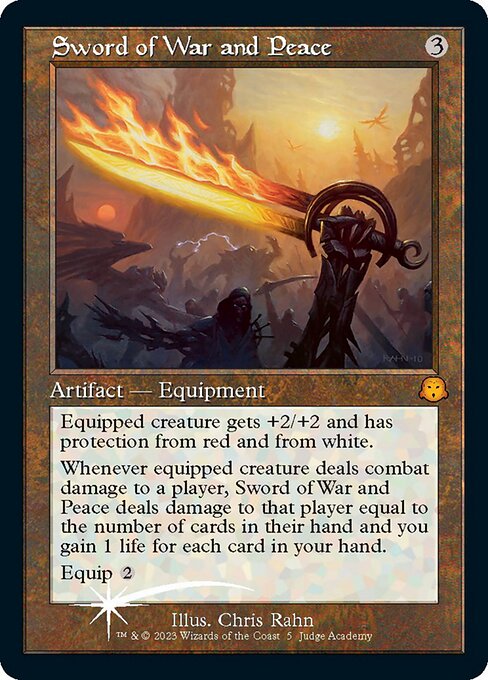 Sword of War and Peace 3
RAHN-10
Artifact — Equipment
Equipped creature gets +2/+2 and has
protection from red and from white.
Whenever equipped creature deals combat
damage to a player, Sword of War and
Peace deals damage to that player equal to
the number of cards in their hand and you
gain 1 life for each card in your hand.
Equip 2
Illus. Chris Rahn
™ & © 2023 Wizards of the Coast 5 Judge Academy